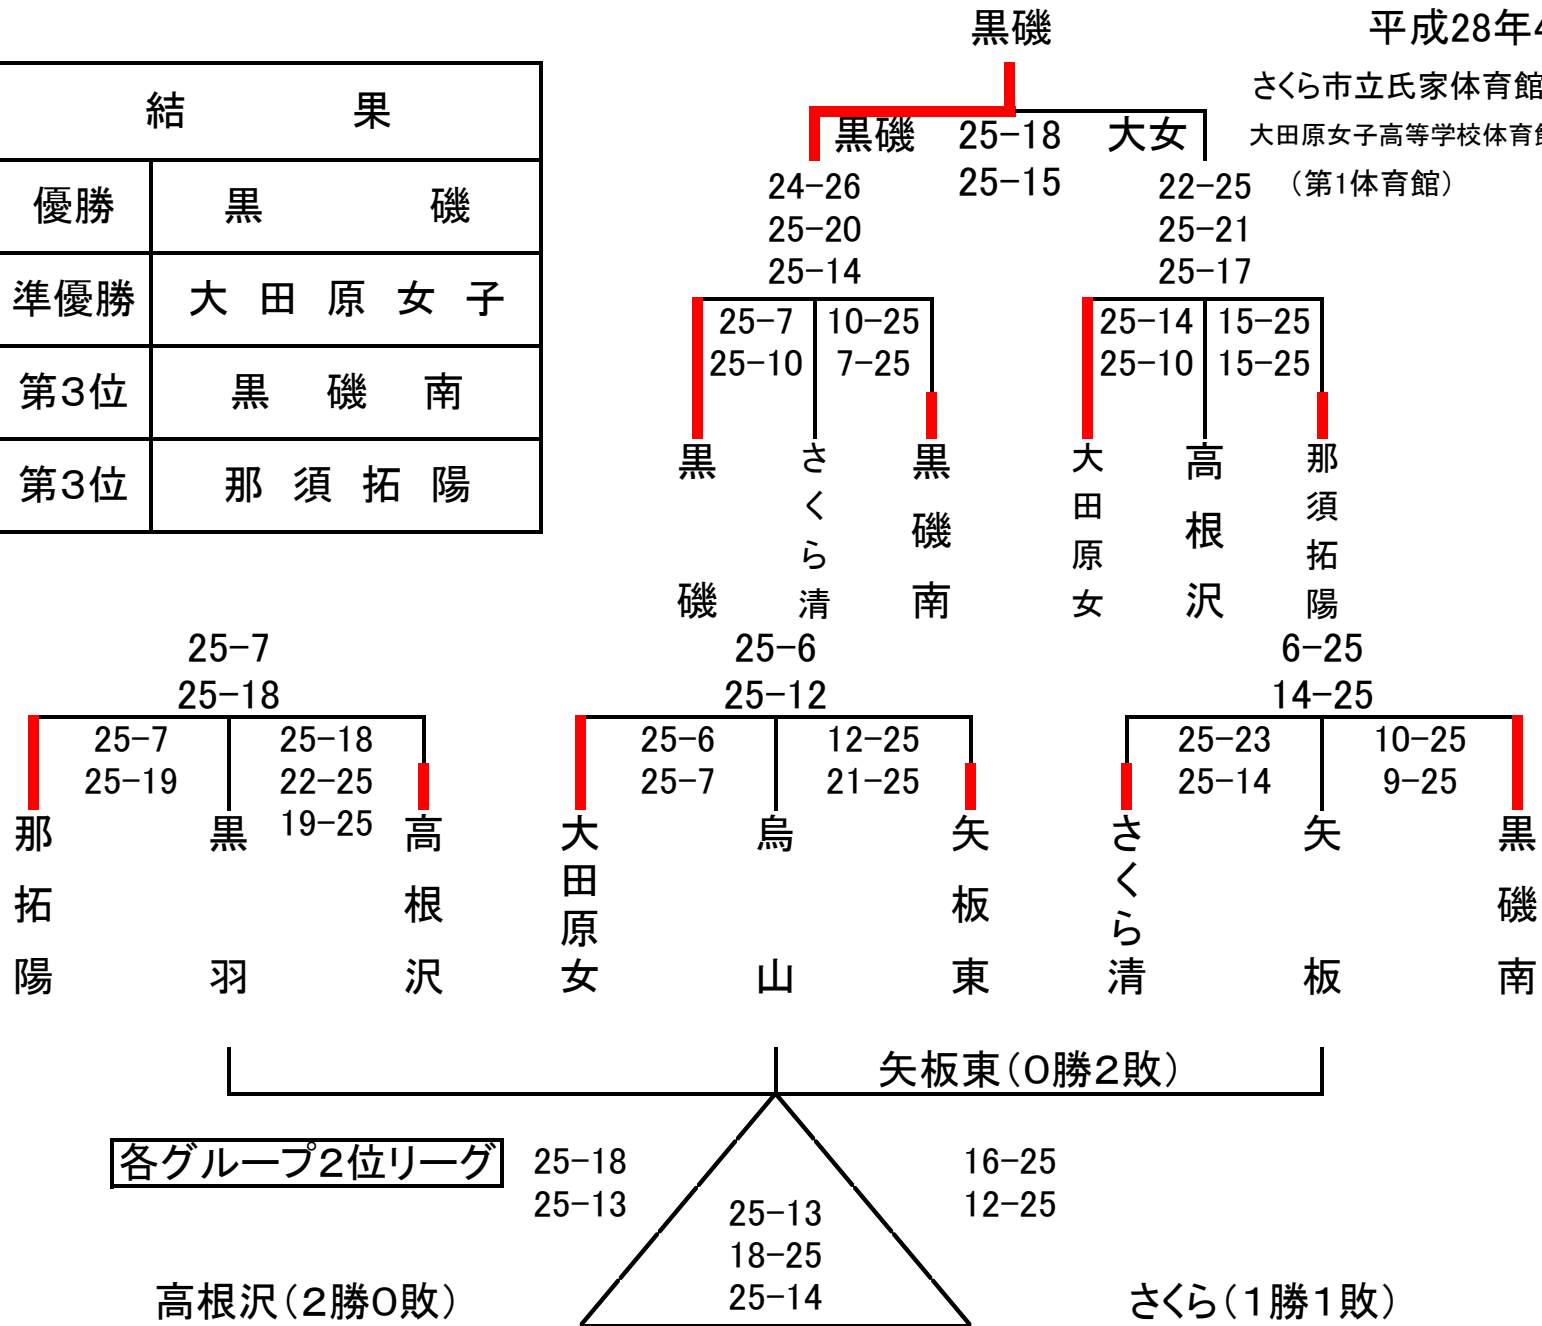 黒磯
平成28年4
さくら市立氏家体育館
大田原女子高等学校体育館
（第1体育館）
結　果
優勝　黒　磯
準優勝　大田原女子
第3位　黒磯南
第3位　那須拓陽
黒磯　25−18　大女
25−15
24−26
25−20
25−14
22−25
25−21
25−17
25−7
25−10
10−25
7−25
25−14
25−10
15−25
15−25
黒磯
さくら清
黒磯南
大田原女
高根沢
那須拓陽
25−7
25−18
25−7
25−19
25−18
22−25
19−25
那拓陽
黒羽
高根沢
25−6
25−12
25−6
25−7
12−25
21−25
大田原女
烏山
矢板東
6−25
14−25
25−23
25−14
10−25
9−25
さくら清
矢板
黒磯南
矢板東（0勝2敗）
各グループ2位リーグ
25−18
25−13
16−25
12−25
25−13
18−25
25−14
高根沢（2勝0敗）
さくら（1勝1敗）